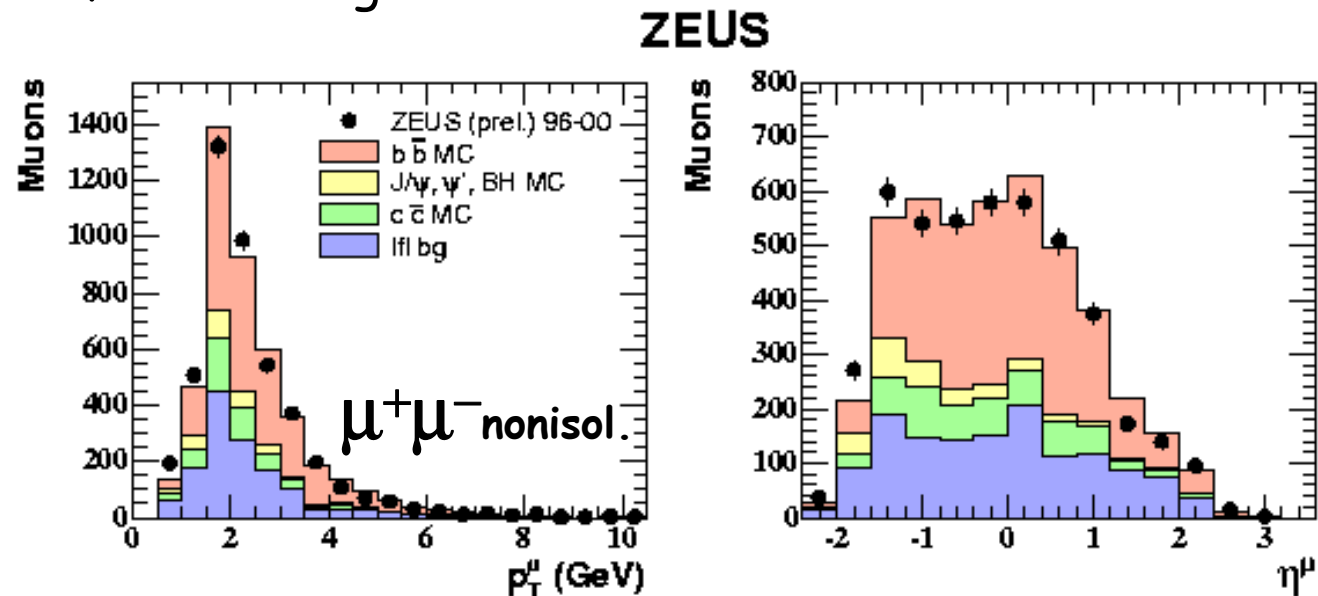 ZEUS
Muons
1400
1200
1000
800
600
400
200
0
0 2 4 6 8 10
p_T^μ (GeV)
ZEUS (prel.) 96-00
b b̄ MC
J/ψ, ψ', BH MC
c c̄ MC
lfl bg
μ⁺μ⁻ nonisol.
Muons
800
700
600
500
400
300
200
100
0
-2 -1 0 1 2 3
η^μ